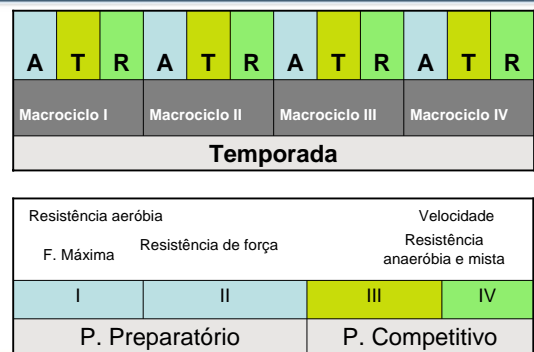 A T R A T R A T R A T R
Macrociclo I Macrociclo II Macrociclo III Macrociclo IV
Temporada
Resistência aeróbia Velocidade
F. Máxima Resistência de força Resistência anaeróbia e mista
I II III IV
P. Preparatório P. Competitivo